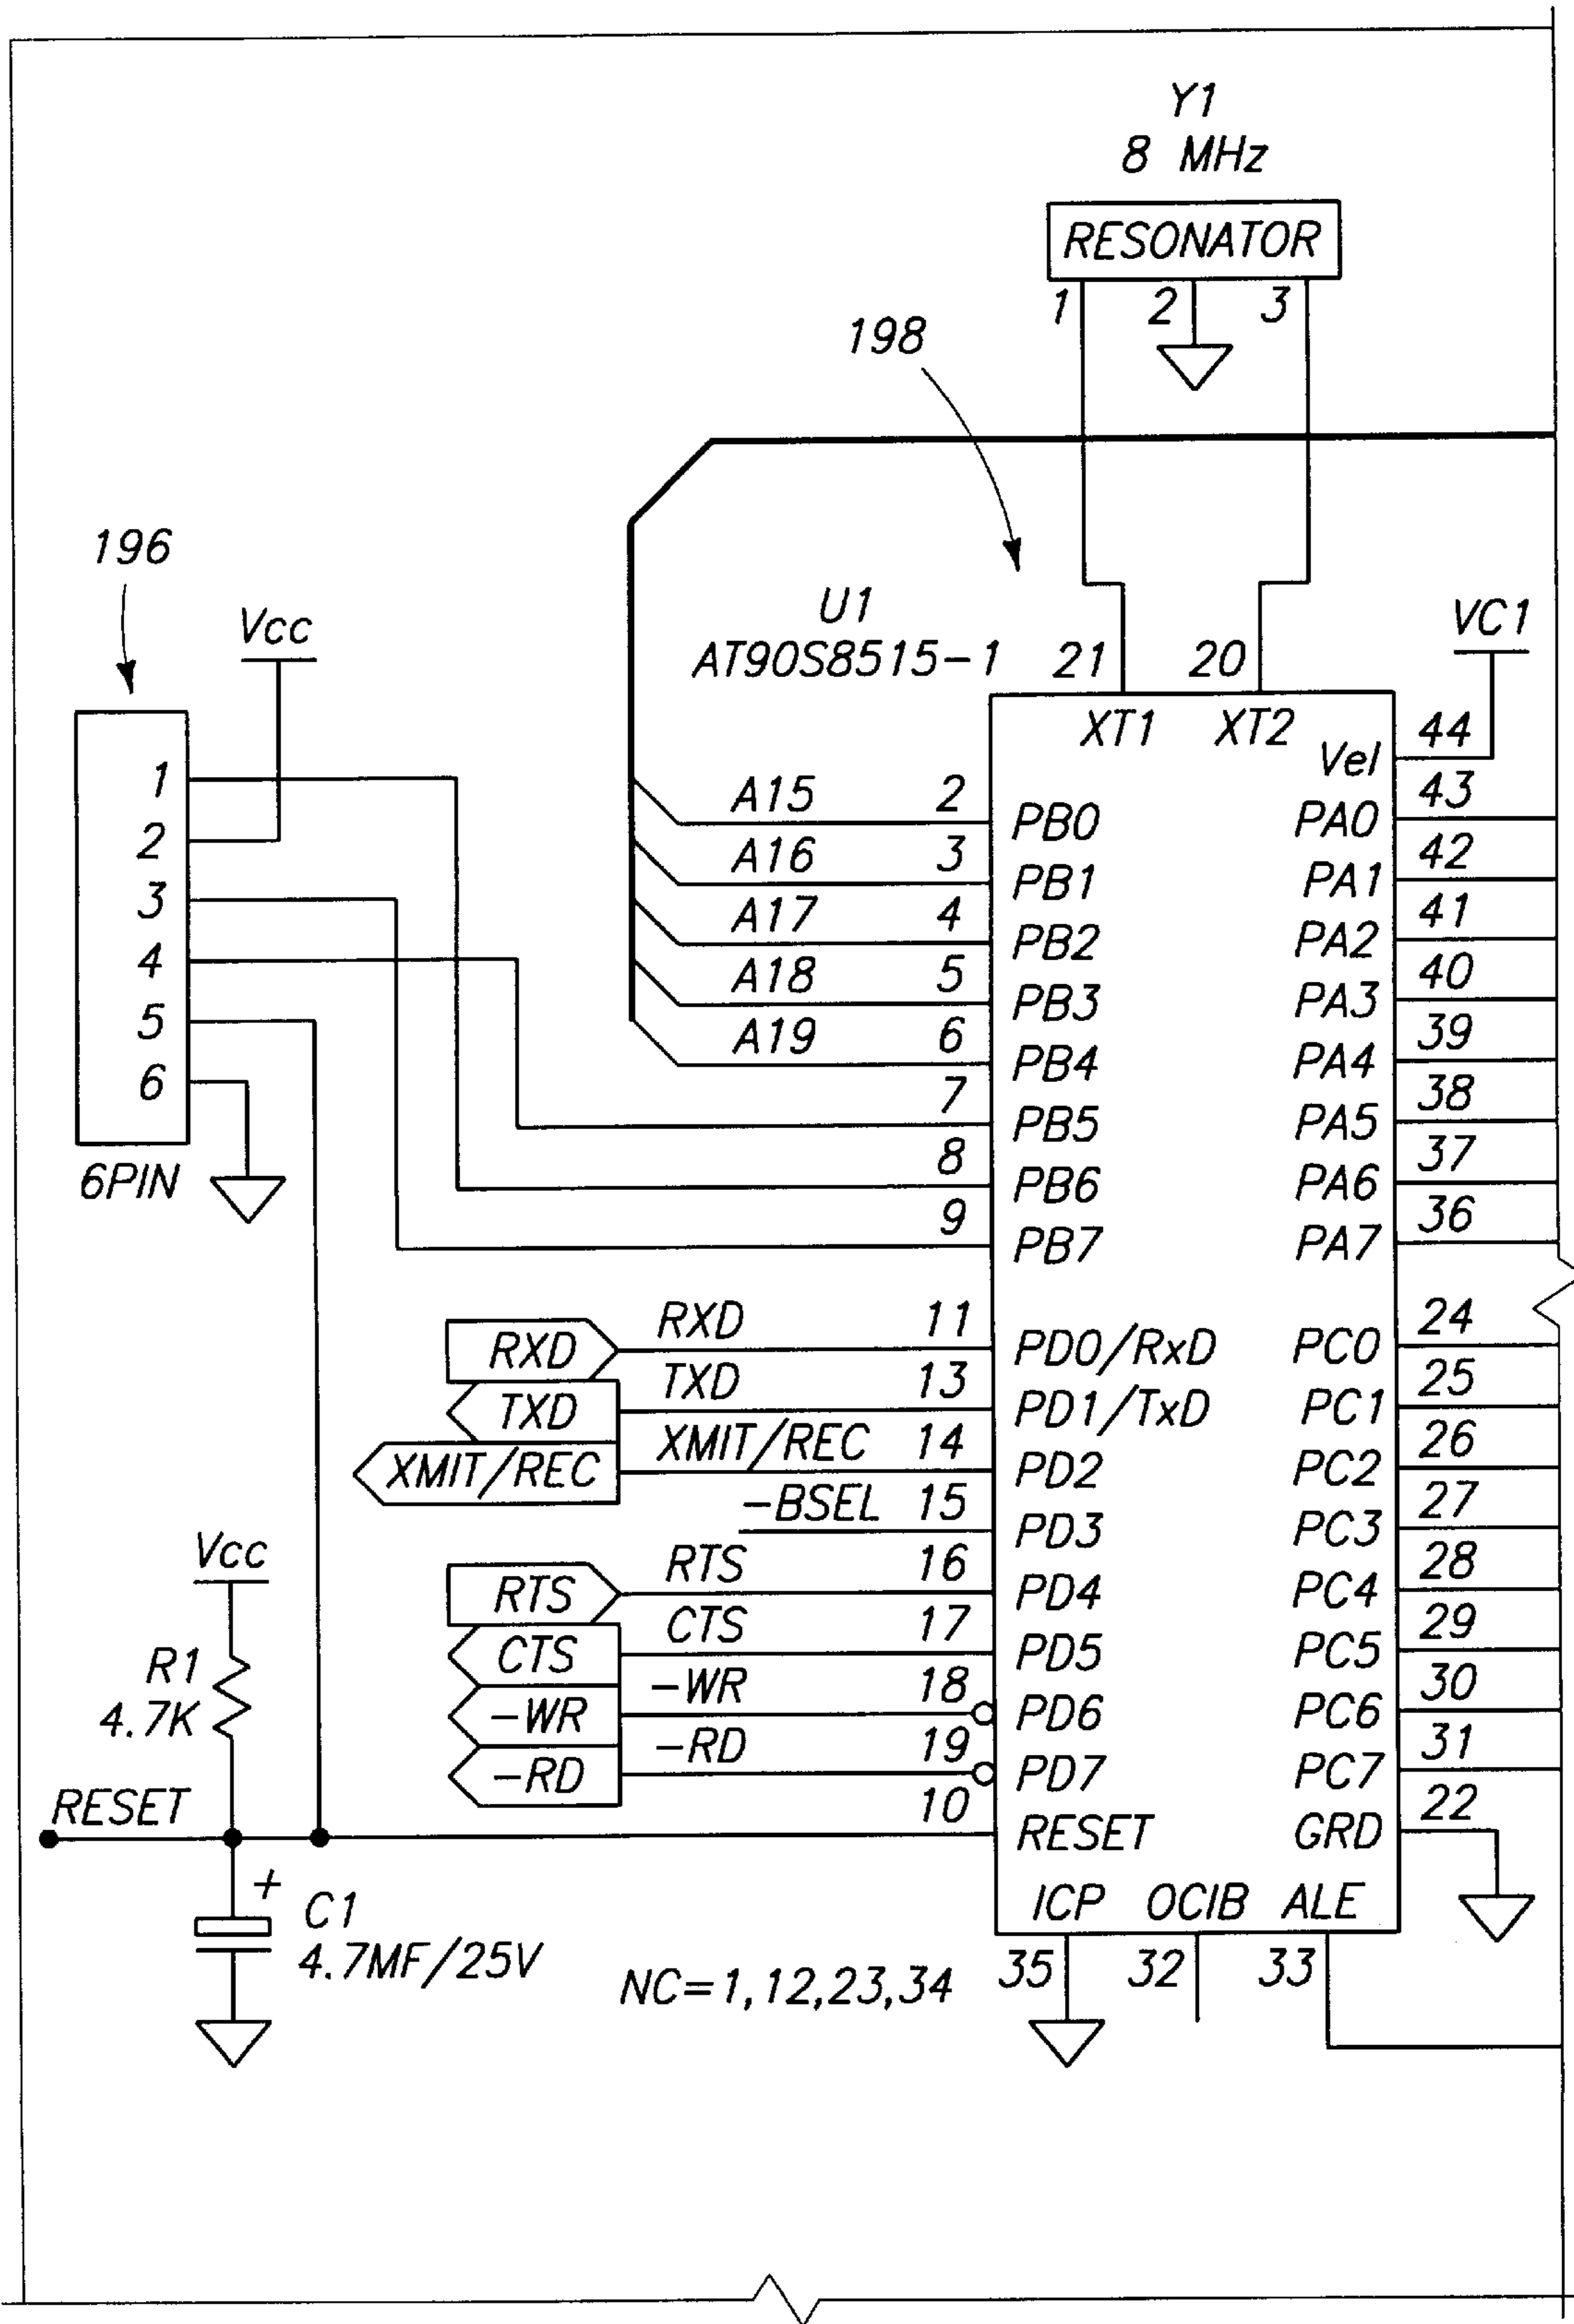 Y1
8 MHz
RESONATOR
1 2 3
198
196
Vcc
U1
AT90S8515-1
21 20
VC1
XT1 XT2
Vel 44
1
2
3
4
5
6
6PIN
A15 2 PB0
A16 3 PB1
A17 4 PB2
A18 5 PB3
A19 6 PB4
7 PB5
8 PB6
9 PB7
PA0 43
PA1 42
PA2 41
PA3 40
PA4 39
PA5 38
PA6 37
PA7 36
RXD RXD 11 PD0/RxD
TXD TXD 13 PD1/TxD
XMIT/REC XMIT/REC 14 PD2
-BSEL 15 PD3
RTS RTS 16 PD4
CTS CTS 17 PD5
-WR -WR 18 PD6
-RD -RD 19 PD7
10 RESET
PC0 24
PC1 25
PC2 26
PC3 27
PC4 28
PC5 29
PC6 30
PC7 31
GRD 22
Vcc
R1
4.7K
RESET
+
C1
4.7MF/25V
ICP OCIB ALE
35 32 33
NC=1,12,23,34